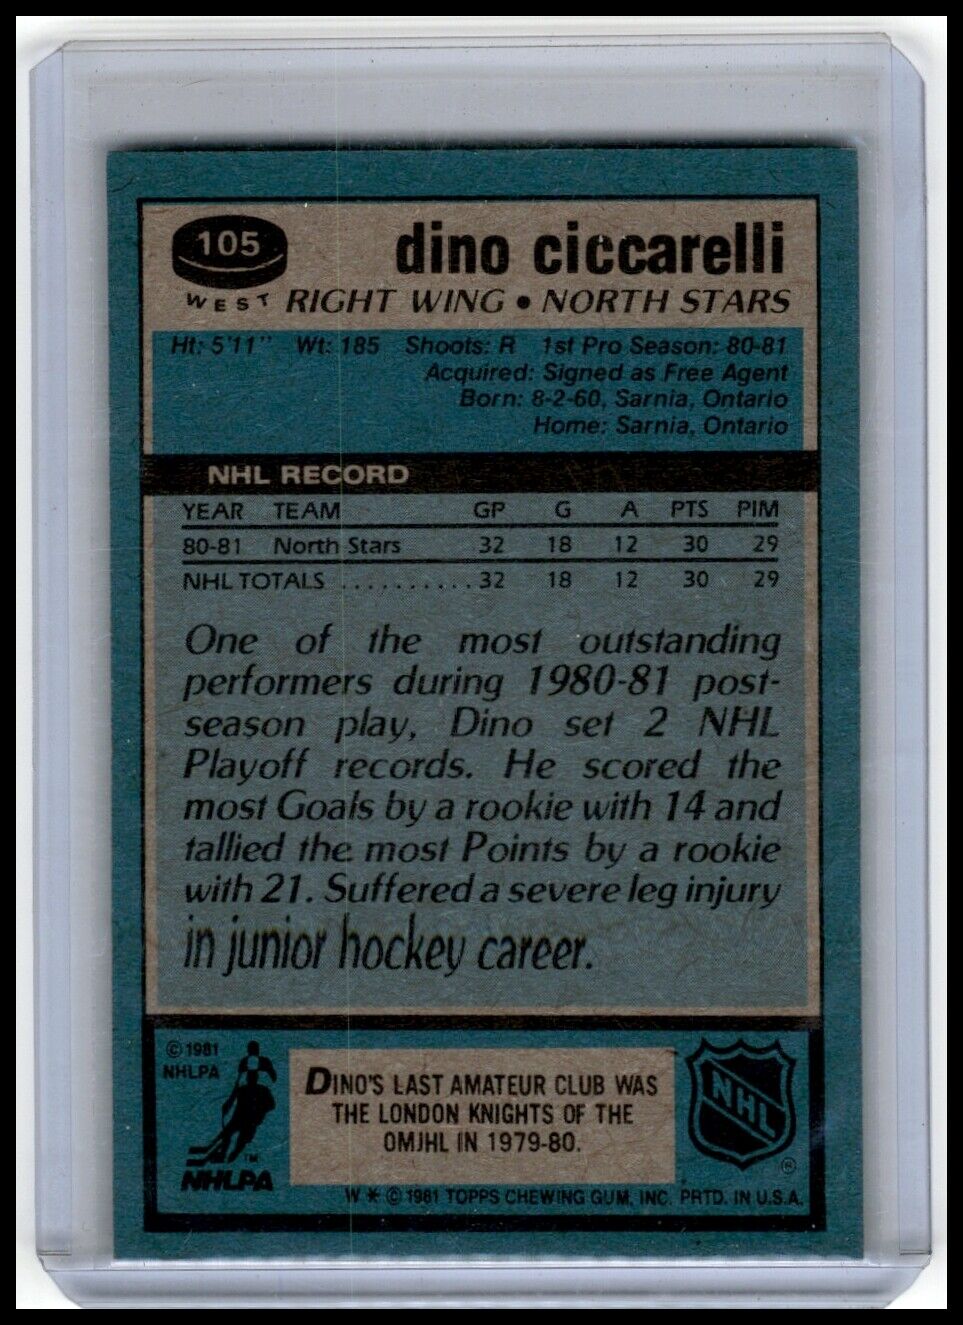 105
dino ciccarelli
WEST
RIGHT WING • NORTH STARS
Ht: 5'11" Wt: 185 Shoots: R 1st Pro Season: 80-81
Acquired: Signed as Free Agent
Born: 8-2-60, Sarnia, Ontario
Home: Sarnia, Ontario
NHL RECORD
YEAR TEAM GP G A PTS PIM
80-81 North Stars 32 18 12 30 29
NHL TOTALS .......... 32 18 12 30 29
One of the most outstanding
performers during 1980-81 post-
season play, Dino set 2 NHL
Playoff records. He scored the
most Goals by a rookie with 14 and
tallied the most Points by a rookie
with 21. Suffered a severe leg injury
in junior hockey career.
© 1981
NHLPA
DINO'S LAST AMATEUR CLUB WAS
THE LONDON KNIGHTS OF THE
OMJHL IN 1979-80.
NHL
®
TM
NHLPA
W * © 1981 TOPPS CHEWING GUM, INC. PRTD. IN U.S.A.